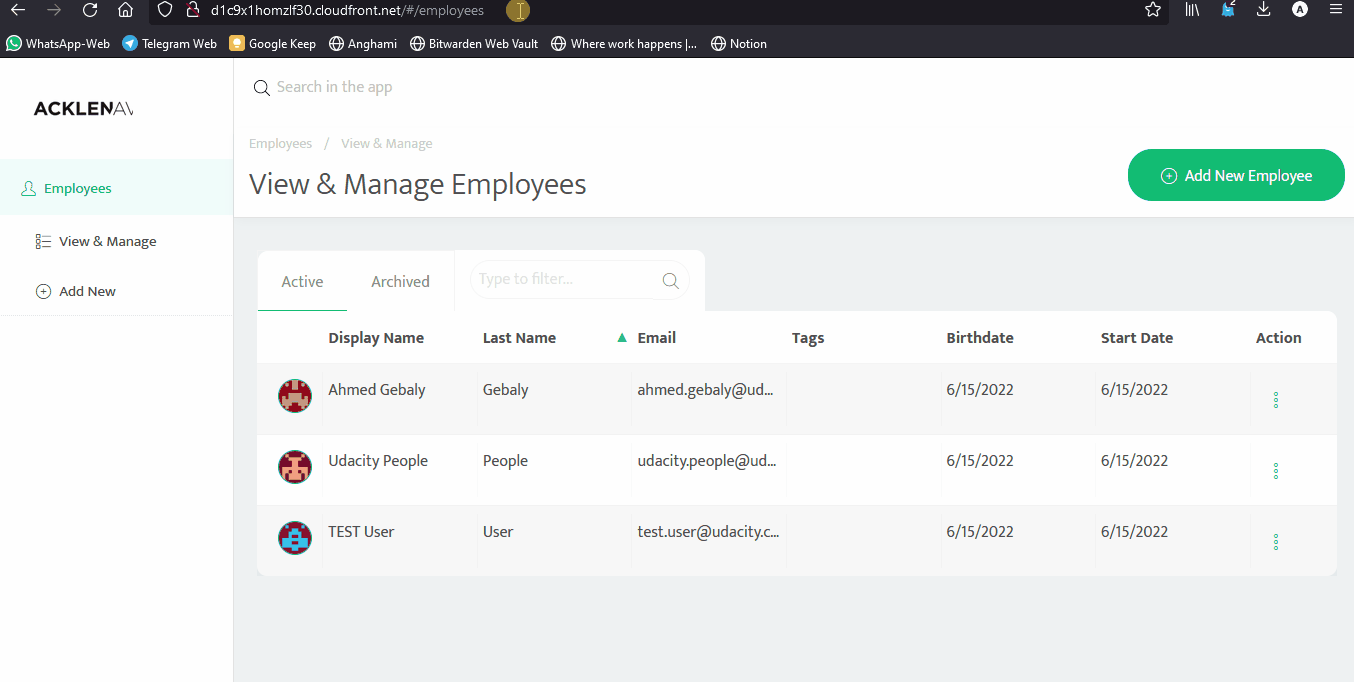 d1c9x1homzlf30.cloudfront.net/#/employees
2
A
WhatsApp-Web Telegram Web Google Keep Anghami Bitwarden Web Vault Where work happens |... Notion
Search in the app
ACKLENAV
Employees / View & Manage
View & Manage Employees
Add New Employee
Employees
View & Manage
Add New
Active Archived Type to filter...
Display Name Last Name Email Tags Birthdate Start Date Action
Ahmed Gebaly Gebaly ahmed.gebaly@ud... 6/15/2022 6/15/2022
Udacity People People udacity.people@ud... 6/15/2022 6/15/2022
TEST User User test.user@udacity.c... 6/15/2022 6/15/2022